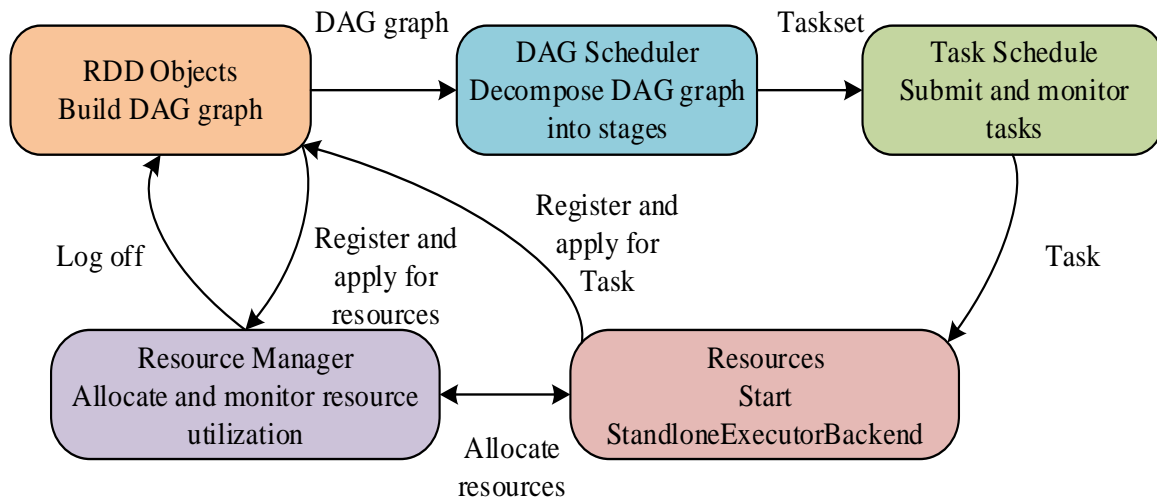 DAG graph
Taskset
RDD Objects
Build DAG graph
DAG Scheduler
Decompose DAG graph
into stages
Task Schedule
Submit and monitor
tasks
Log off
Register and
apply for
resources
Register and
apply for
Task
Task
Resource Manager
Allocate and monitor resource
utilization
Resources
Start
StandloneExecutorBackend
Allocate
resources